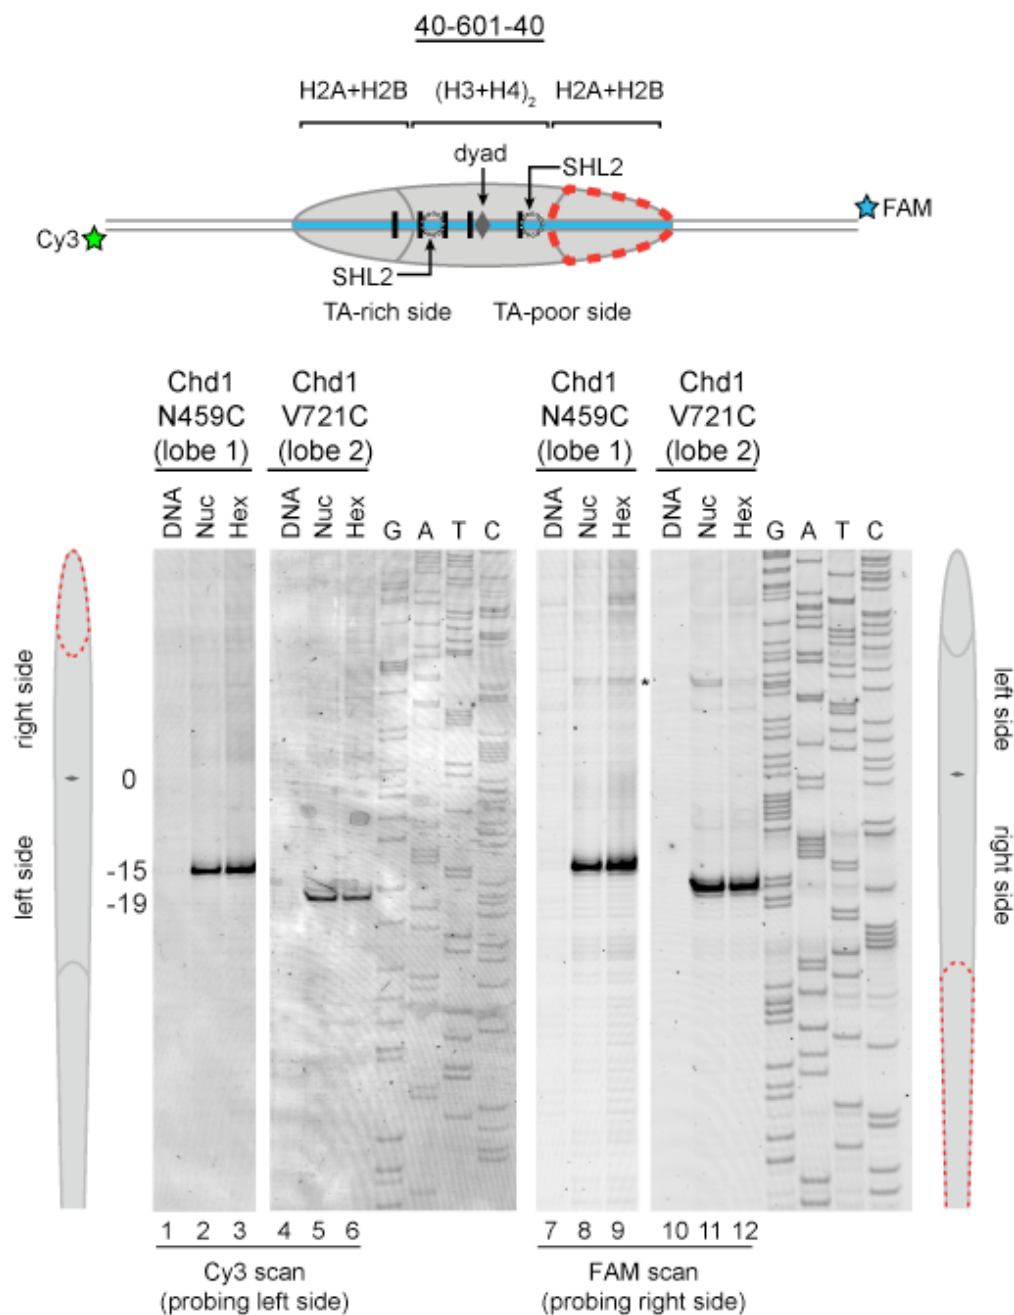 40-601-40
H2A+H2B (H3+H4)2 H2A+H2B
dyad
SHL2
FAM
Cy3
SHL2
TA-rich side TA-poor side
Chd1 Chd1 Chd1 Chd1
N459C V721C N459C V721C
(lobe 1) (lobe 2) (lobe 1) (lobe 2)
DNA Nuc Hex DNA Nuc Hex G A T C DNA Nuc Hex DNA Nuc Hex G A T C
right side
left side
*
0
-15
left side
right side
-19
1 2 3 4 5 6 7 8 9 10 11 12
Cy3 scan FAM scan
(probing left side) (probing right side)